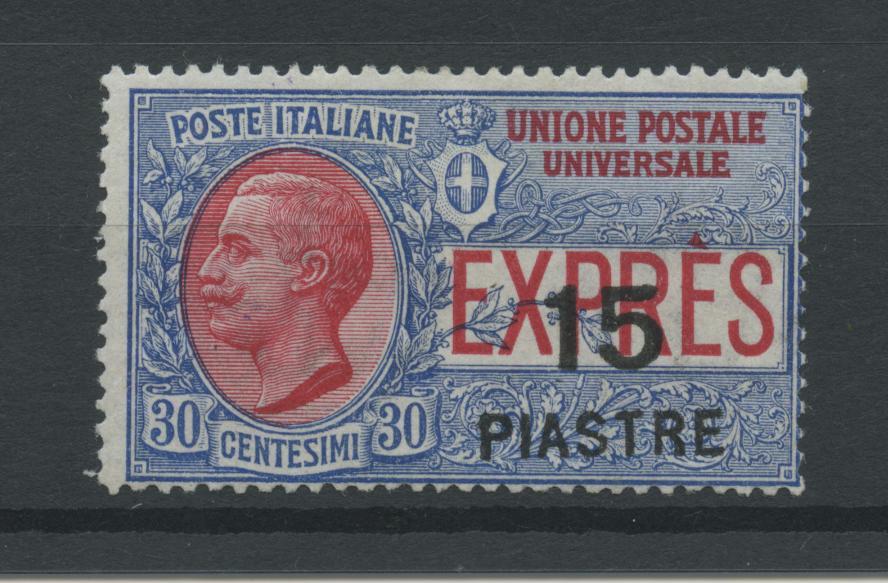 POSTE ITALIANE
UNIONE POSTALE
UNIVERSALE
EXPRÈS
15
PIASTRE
30
CENTESIMI
30